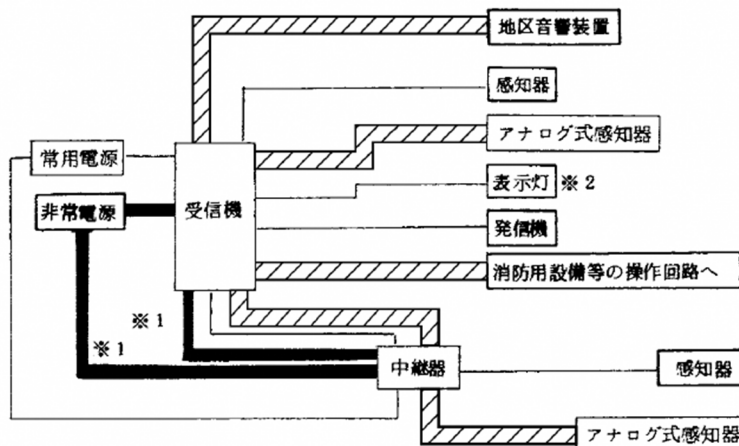 地区音響装置
感知器
アナログ式感知器
常用電源
受信機
表示灯 ※2
非常電源
発信機
消防用設備等の操作回路へ
※1
※1
中継器
感知器
アナログ式感知器